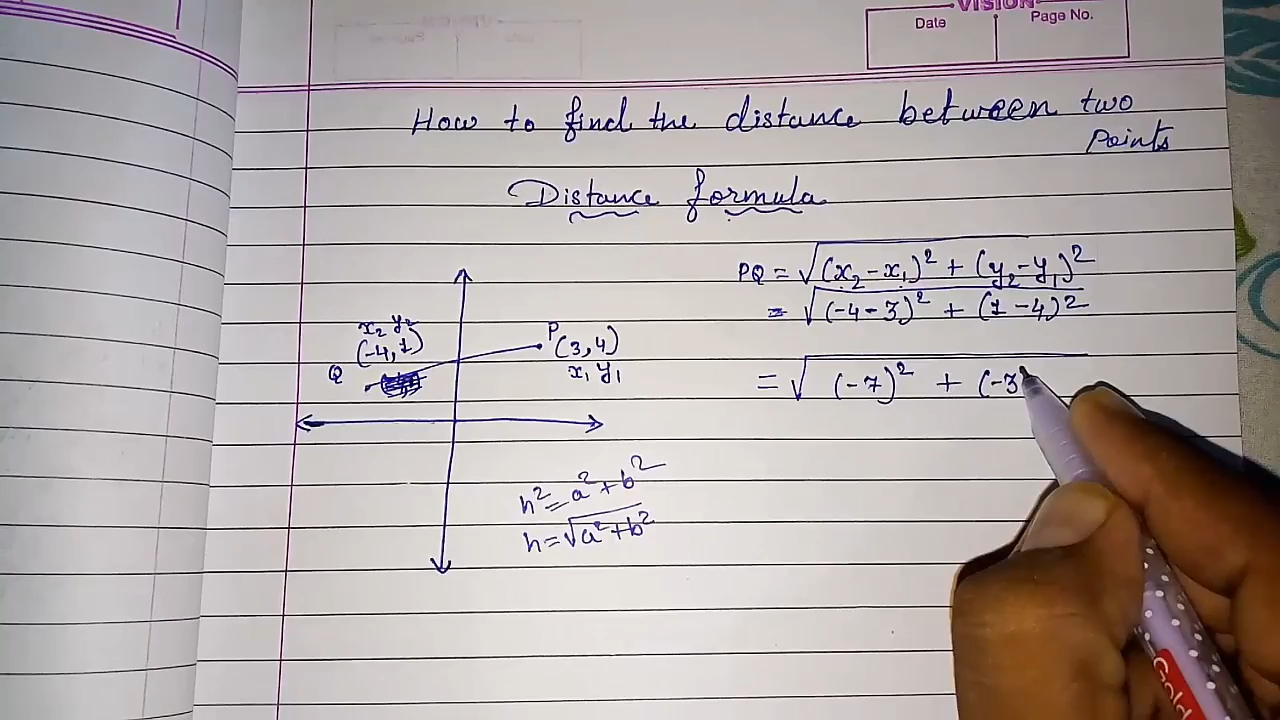 VISION
Date
Page No.
How to find the distance between two
Points
Distance formula
PQ = √(x₂ - x₁)² + (y₂ - y₁)²
= √(-4 - 3)² + (1 - 4)²
= √(-7)² + (-3)
x₂ y₂
(-4, 1)
Q
P(3, 4)
x₁ y₁
h² = a² + b²
h = √a² + b²
Gold